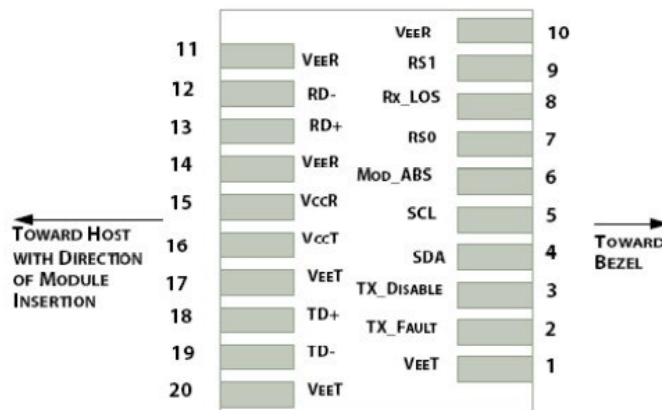 VEER 10
11 VEER
RS1 9
12 RD-
Rx_LOS 8
13 RD+
RS0 7
14 VEER
MOD_ABS 6
15 VCCR
SCL 5
TOWARD HOST
WITH DIRECTION
OF MODULE
INSERTION
16 VCCT
SDA 4
TOWARD
BEZEL
17 VEET
TX_DISABLE 3
18 TD+
TX_FAULT 2
19 TD-
VEET 1
20 VEET